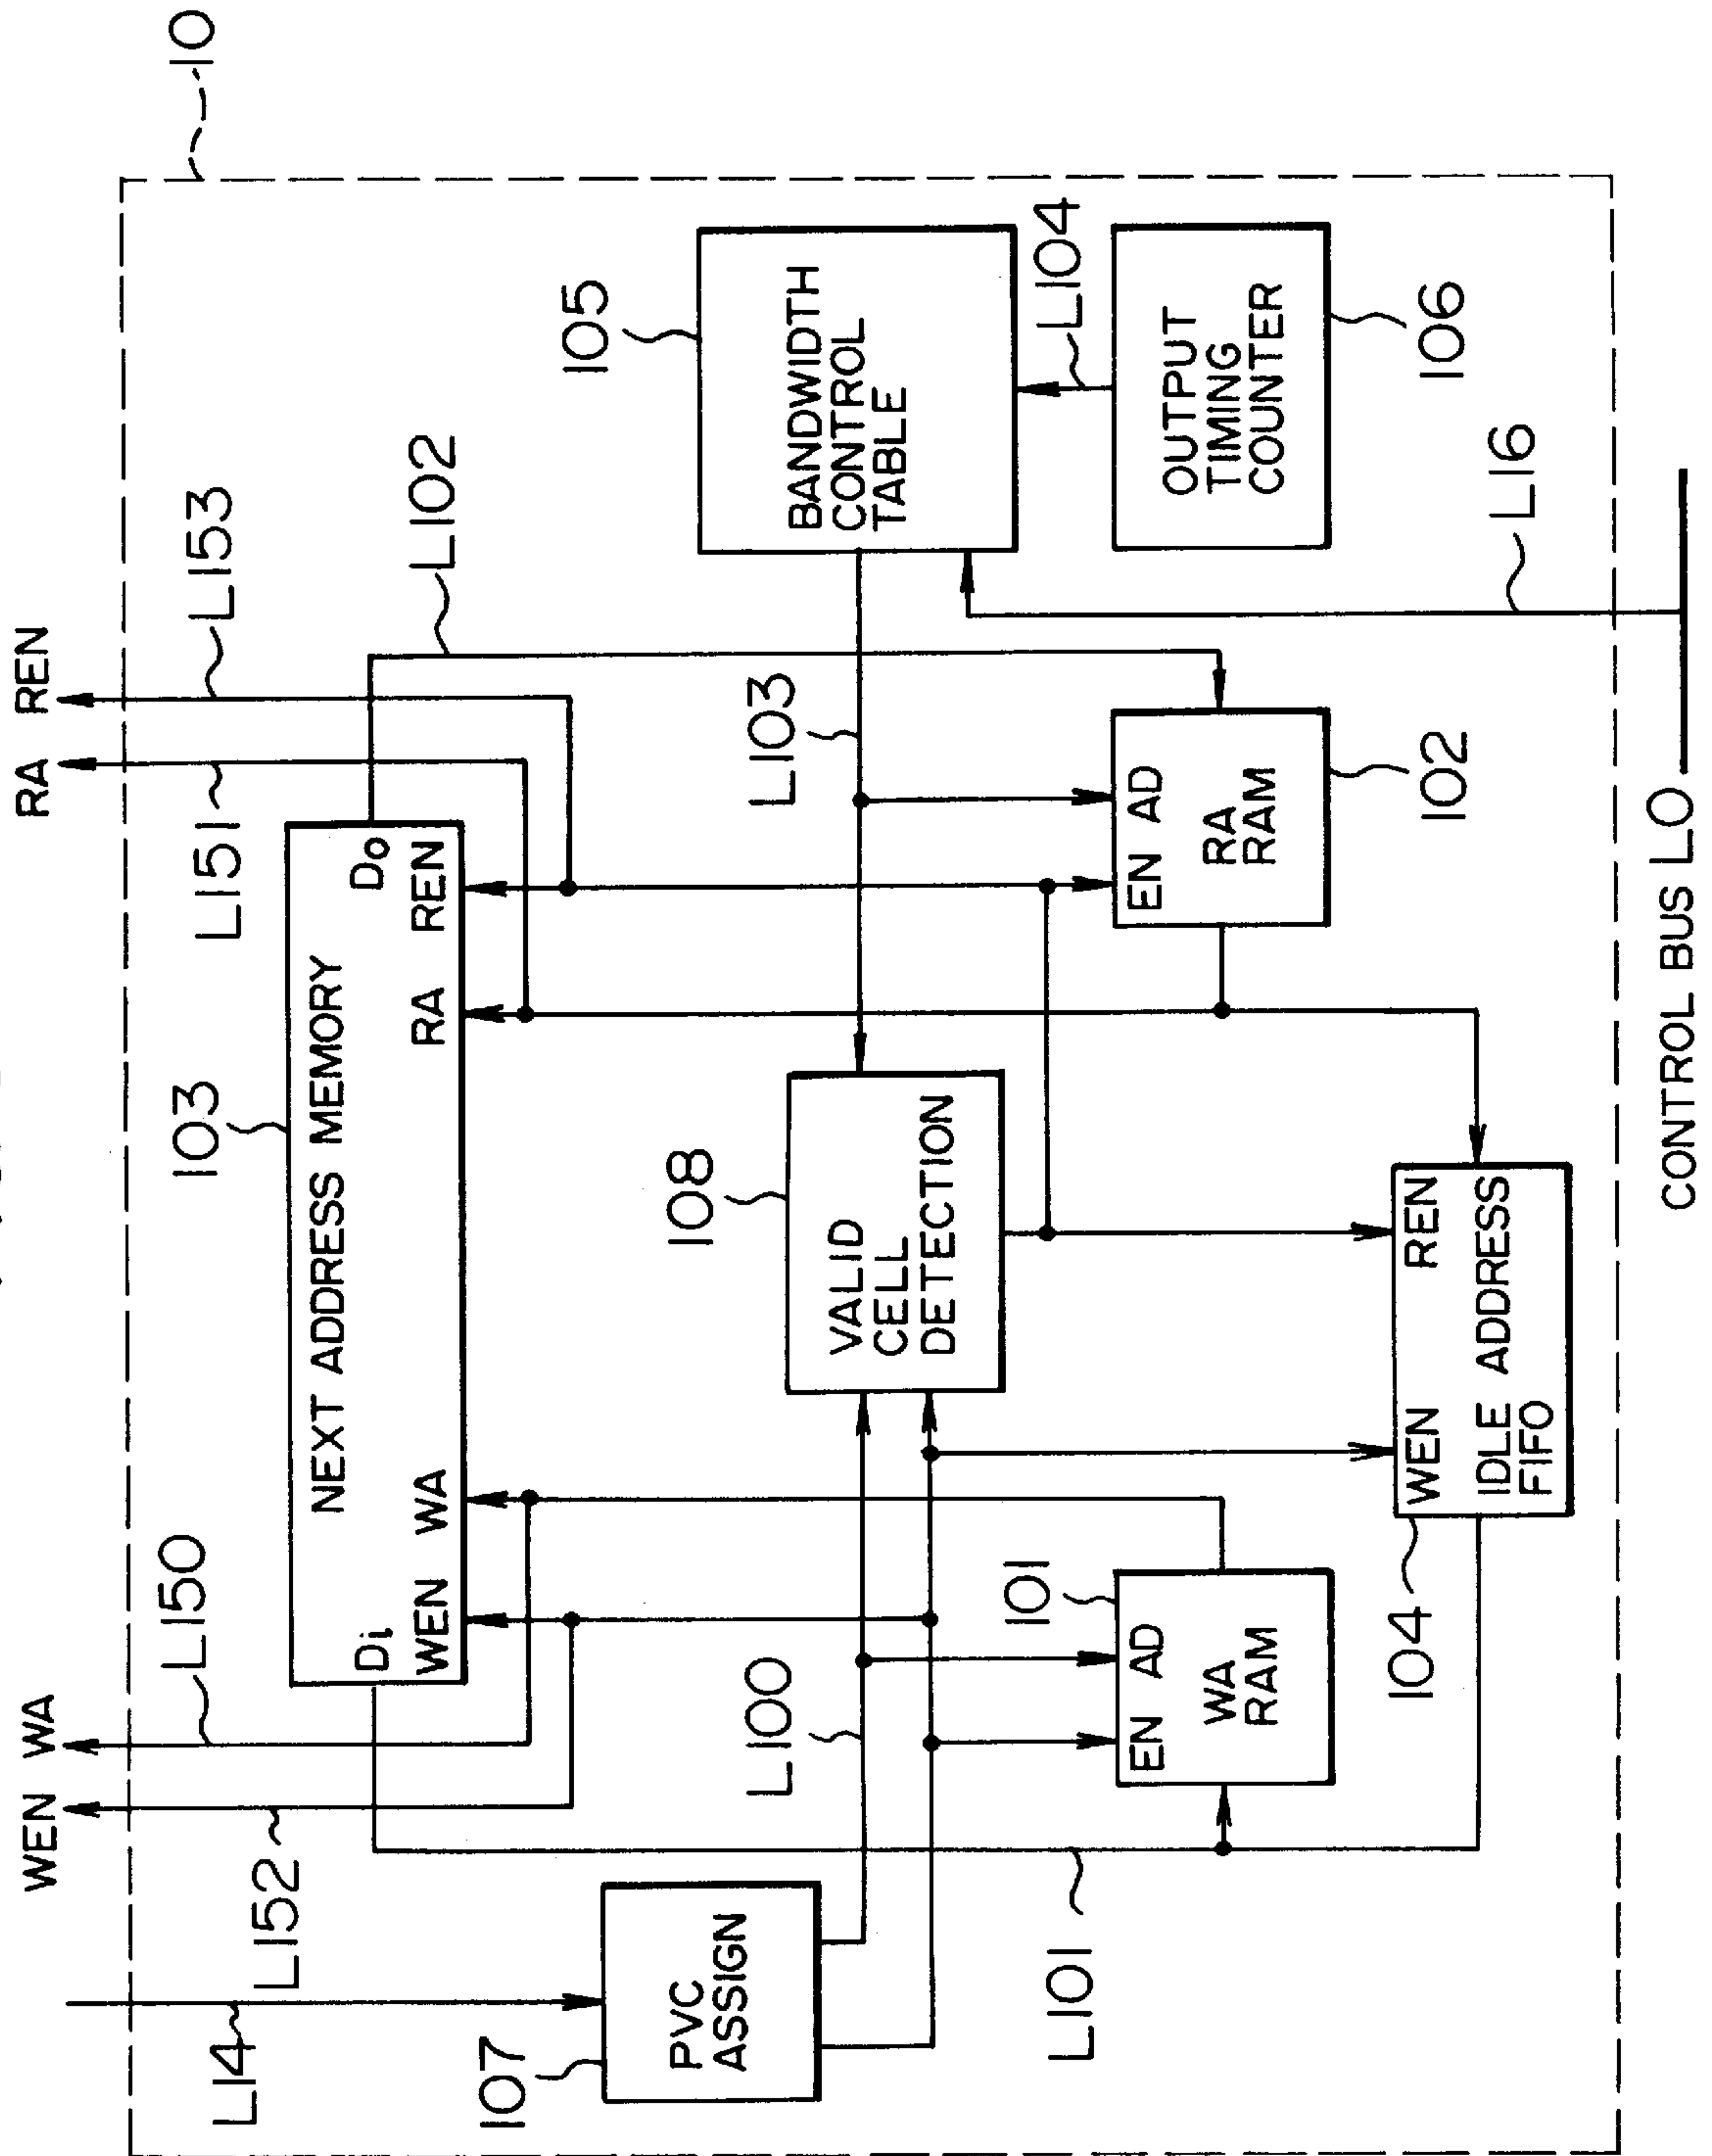 WEN WA
RA REN
10
L14
L152
L150
L151
L153
103
NEXT ADDRESS MEMORY
Di
Do
WEN WA
RA REN
L102
107
PVC
ASSIGN
L100
108
VALID
CELL
DETECTION
L103
105
BANDWIDTH
CONTROL
TABLE
L104
OUTPUT
TIMING
COUNTER
106
L101
101
EN AD
WA
RAM
EN AD
RA
RAM
102
104
WEN
REN
IDLE ADDRESS
FIFO
L16
CONTROL BUS L0